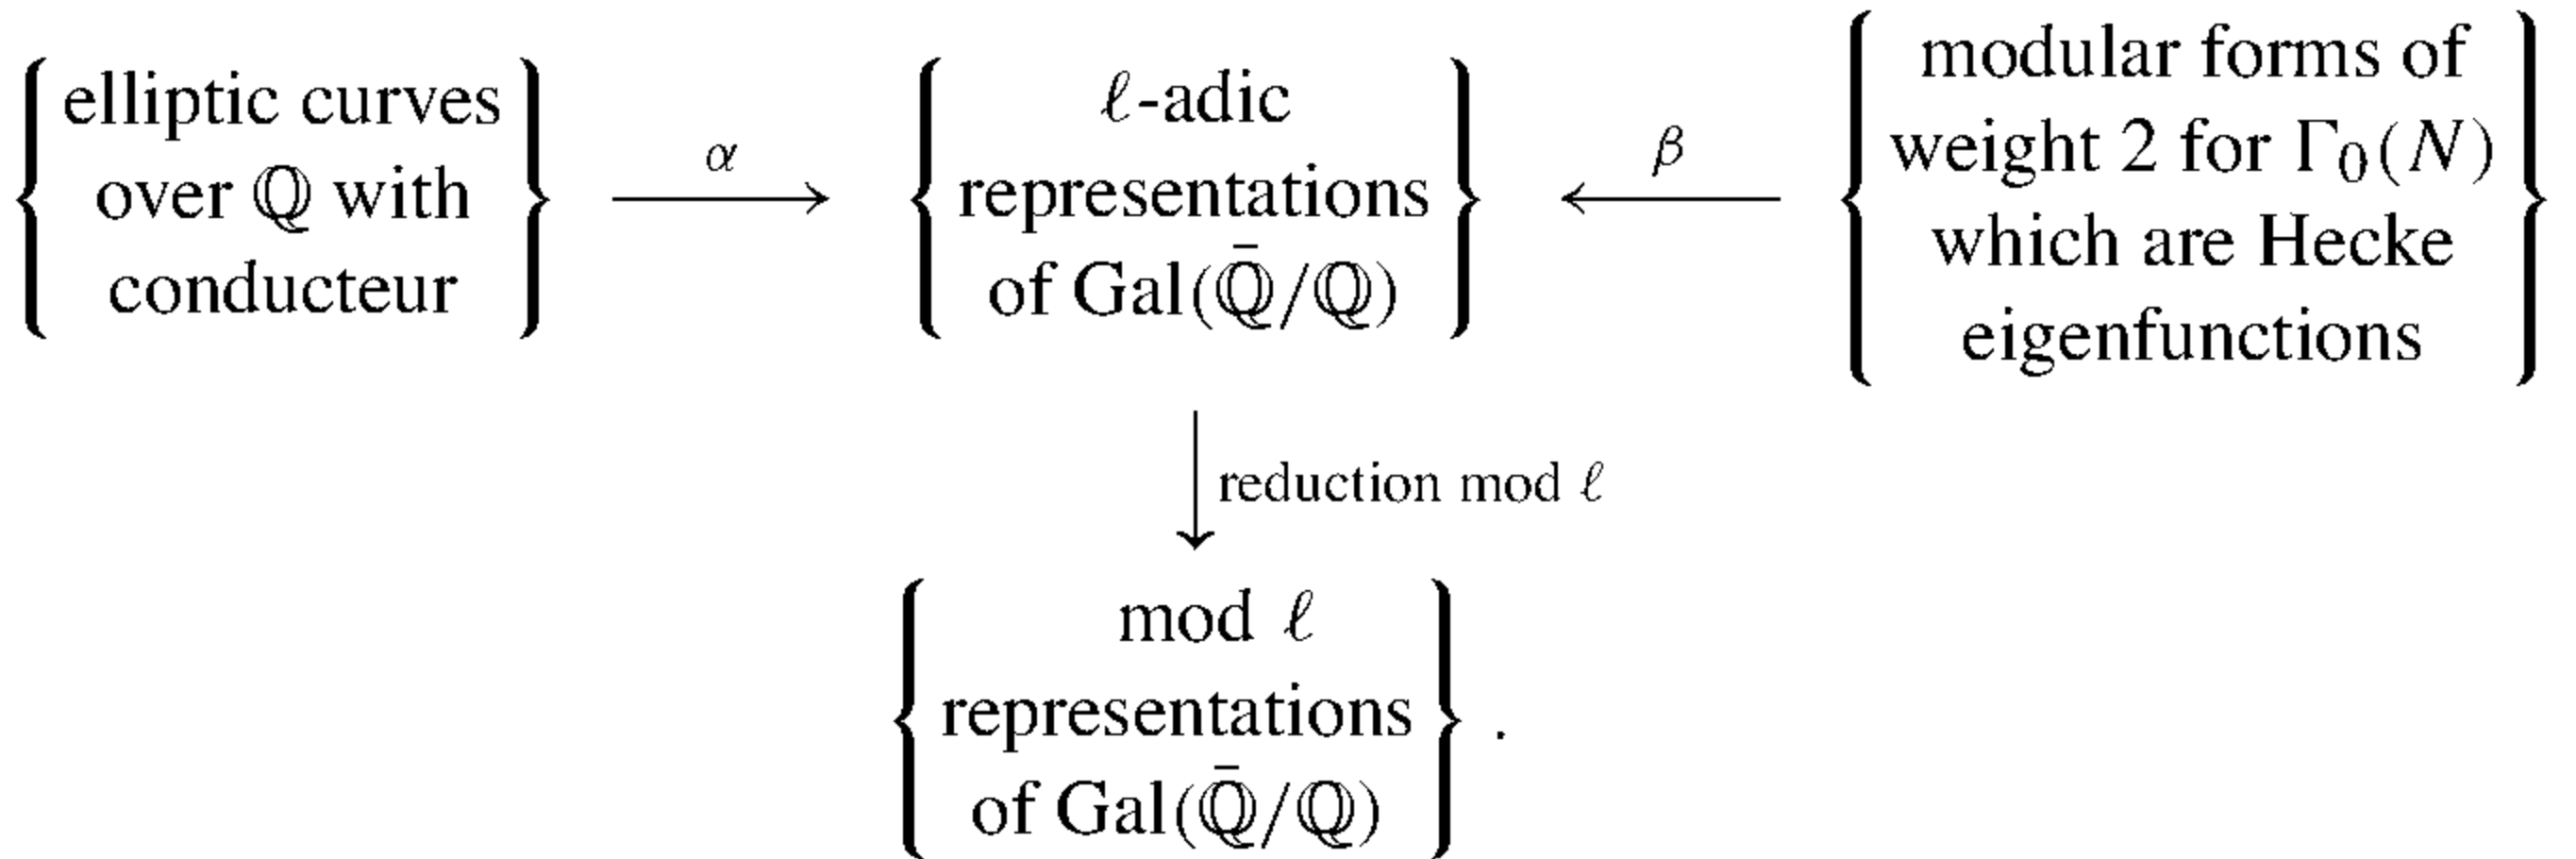 elliptic curves
over ℚ with
conducteur
α
ℓ-adic
representations
of Gal(ℚ̄/ℚ)
β
modular forms of
weight 2 for Γ₀(N)
which are Hecke
eigenfunctions
reduction mod ℓ
mod ℓ
representations
of Gal(ℚ̄/ℚ)
.